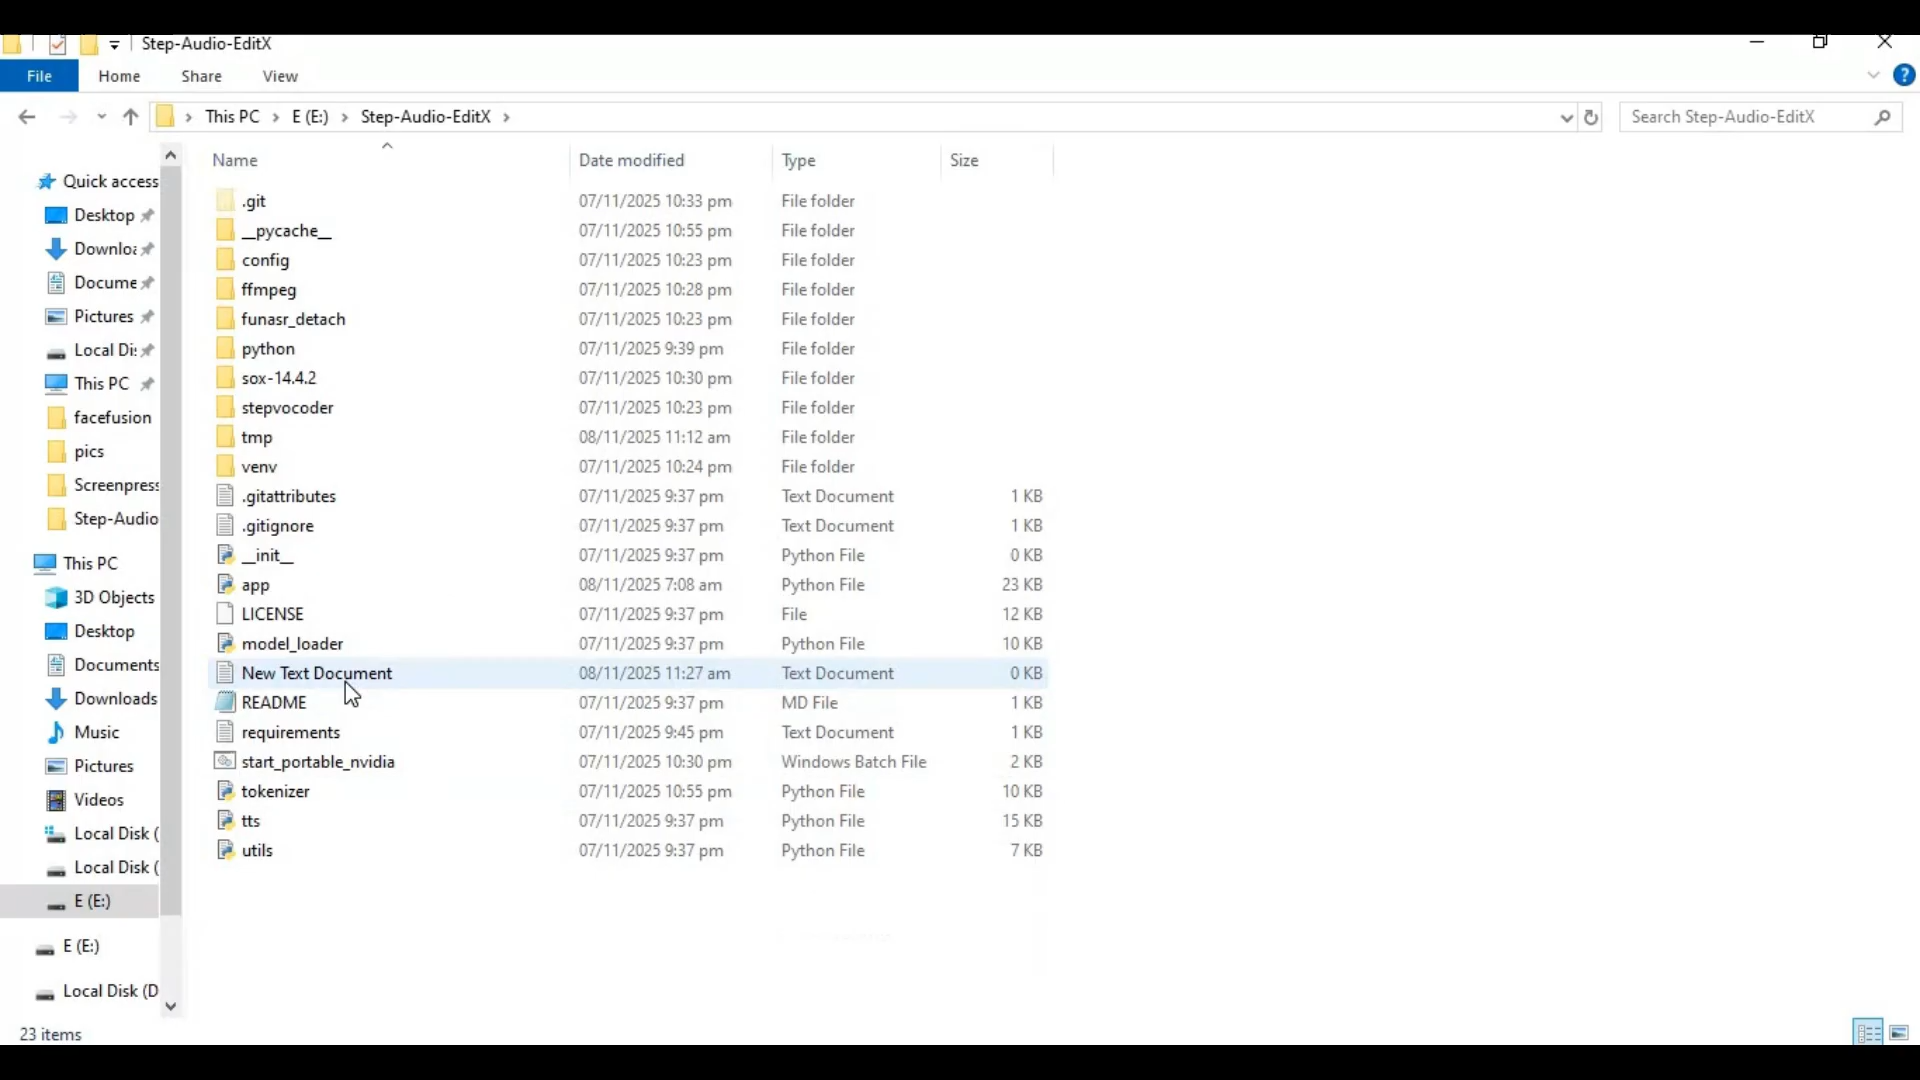 Step-Audio-EditX
File Home Share View
This PC E (E:) Step-Audio-EditX
Search Step-Audio-EditX
Name Date modified Type Size
Quick access
Desktop
Downloa
Docume
Pictures
Local Di
This PC
facefusion
pics
Screenpress
Step-Audio
This PC
3D Objects
Desktop
Documents
Downloads
Music
Pictures
Videos
Local Disk (
Local Disk (
E (E:)
E (E:)
Local Disk (D
.git 07/11/2025 10:33 pm File folder
__pycache__ 07/11/2025 10:55 pm File folder
config 07/11/2025 10:23 pm File folder
ffmpeg 07/11/2025 10:28 pm File folder
funasr_detach 07/11/2025 10:23 pm File folder
python 07/11/2025 9:39 pm File folder
sox-14.4.2 07/11/2025 10:30 pm File folder
stepvocoder 07/11/2025 10:23 pm File folder
tmp 08/11/2025 11:12 am File folder
venv 07/11/2025 10:24 pm File folder
.gitattributes 07/11/2025 9:37 pm Text Document 1 KB
.gitignore 07/11/2025 9:37 pm Text Document 1 KB
__init__ 07/11/2025 9:37 pm Python File 0 KB
app 08/11/2025 7:08 am Python File 23 KB
LICENSE 07/11/2025 9:37 pm File 12 KB
model_loader 07/11/2025 9:37 pm Python File 10 KB
New Text Document 08/11/2025 11:27 am Text Document 0 KB
README 07/11/2025 9:37 pm MD File 1 KB
requirements 07/11/2025 9:45 pm Text Document 1 KB
start_portable_nvidia 07/11/2025 10:30 pm Windows Batch File 2 KB
tokenizer 07/11/2025 10:55 pm Python File 10 KB
tts 07/11/2025 9:37 pm Python File 15 KB
utils 07/11/2025 9:37 pm Python File 7 KB
23 items